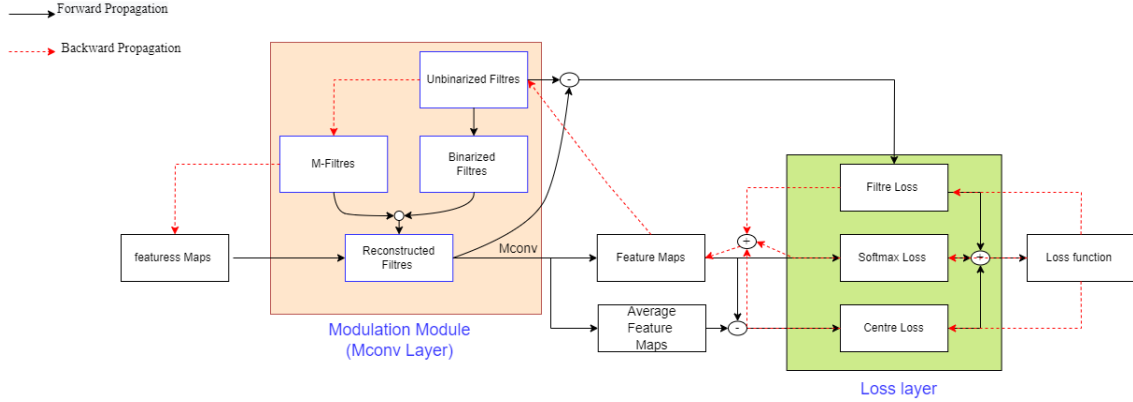 Forward Propagation
Backward Propagation
Unbinarized Filtres
-
M-Filtres
Binarized
Filtres
Filtre Loss
featuress Maps
Reconstructed
Filtres
Mconv
Feature Maps
+
Softmax Loss
+
Loss function
Average
Feature
Maps
-
Centre Loss
Modulation Module
(Mconv Layer)
Loss layer